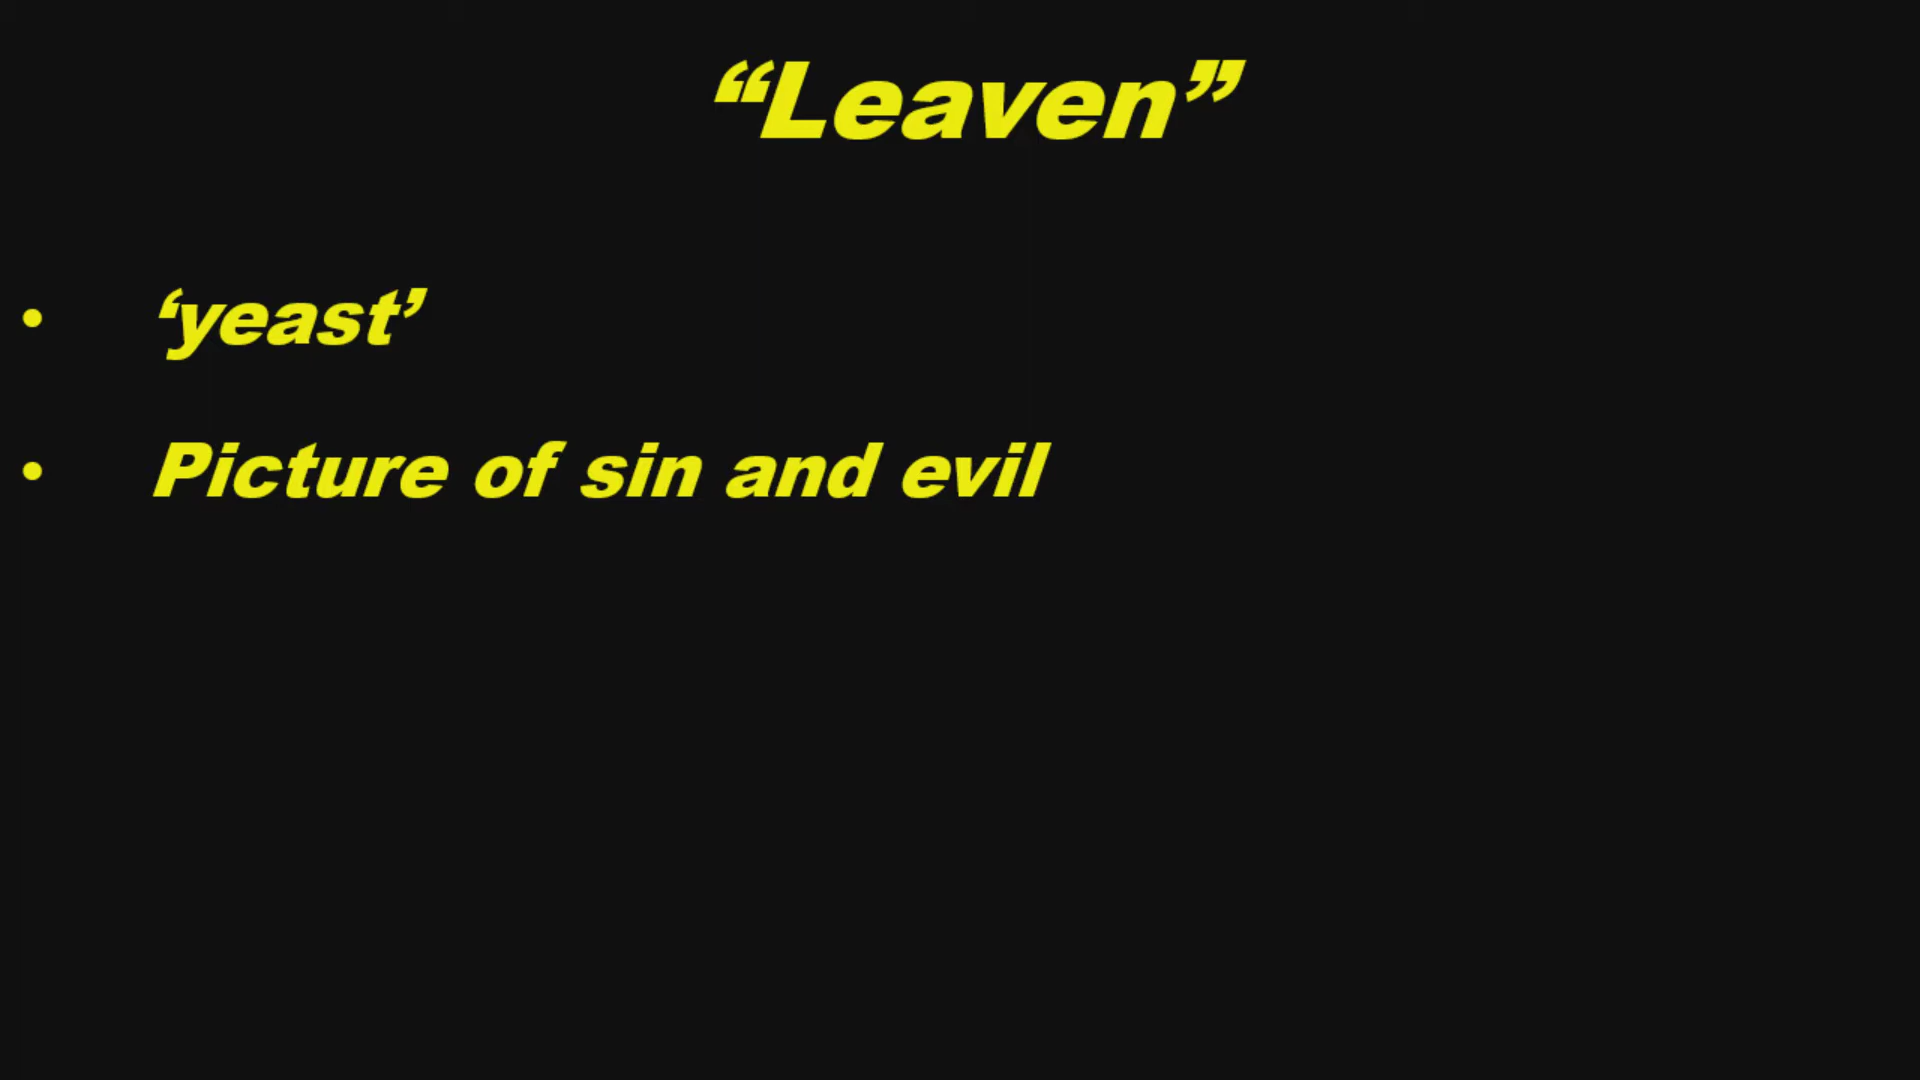 “Leaven”
• ‘yeast’
• Picture of sin and evil